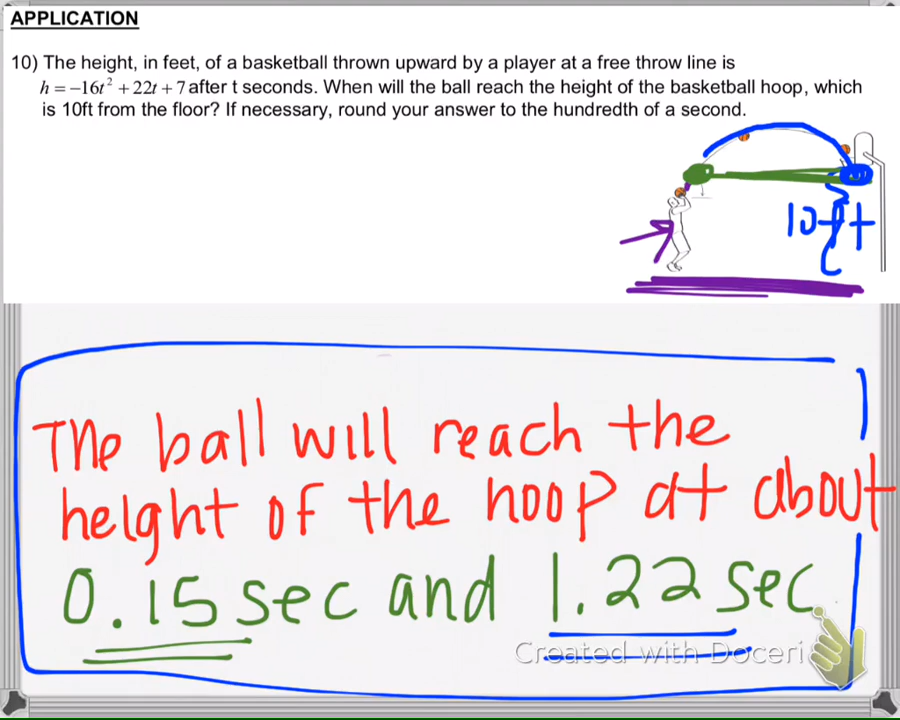 APPLICATION
10) The height, in feet, of a basketball thrown upward by a player at a free throw line is
h = −16t² + 22t + 7 after t seconds. When will the ball reach the height of the basketball hoop, which
is 10ft from the floor? If necessary, round your answer to the hundredth of a second.
10ft
The ball will reach the
height of the hoop at about
0.15 sec and 1.22 sec.
Created with Doceri